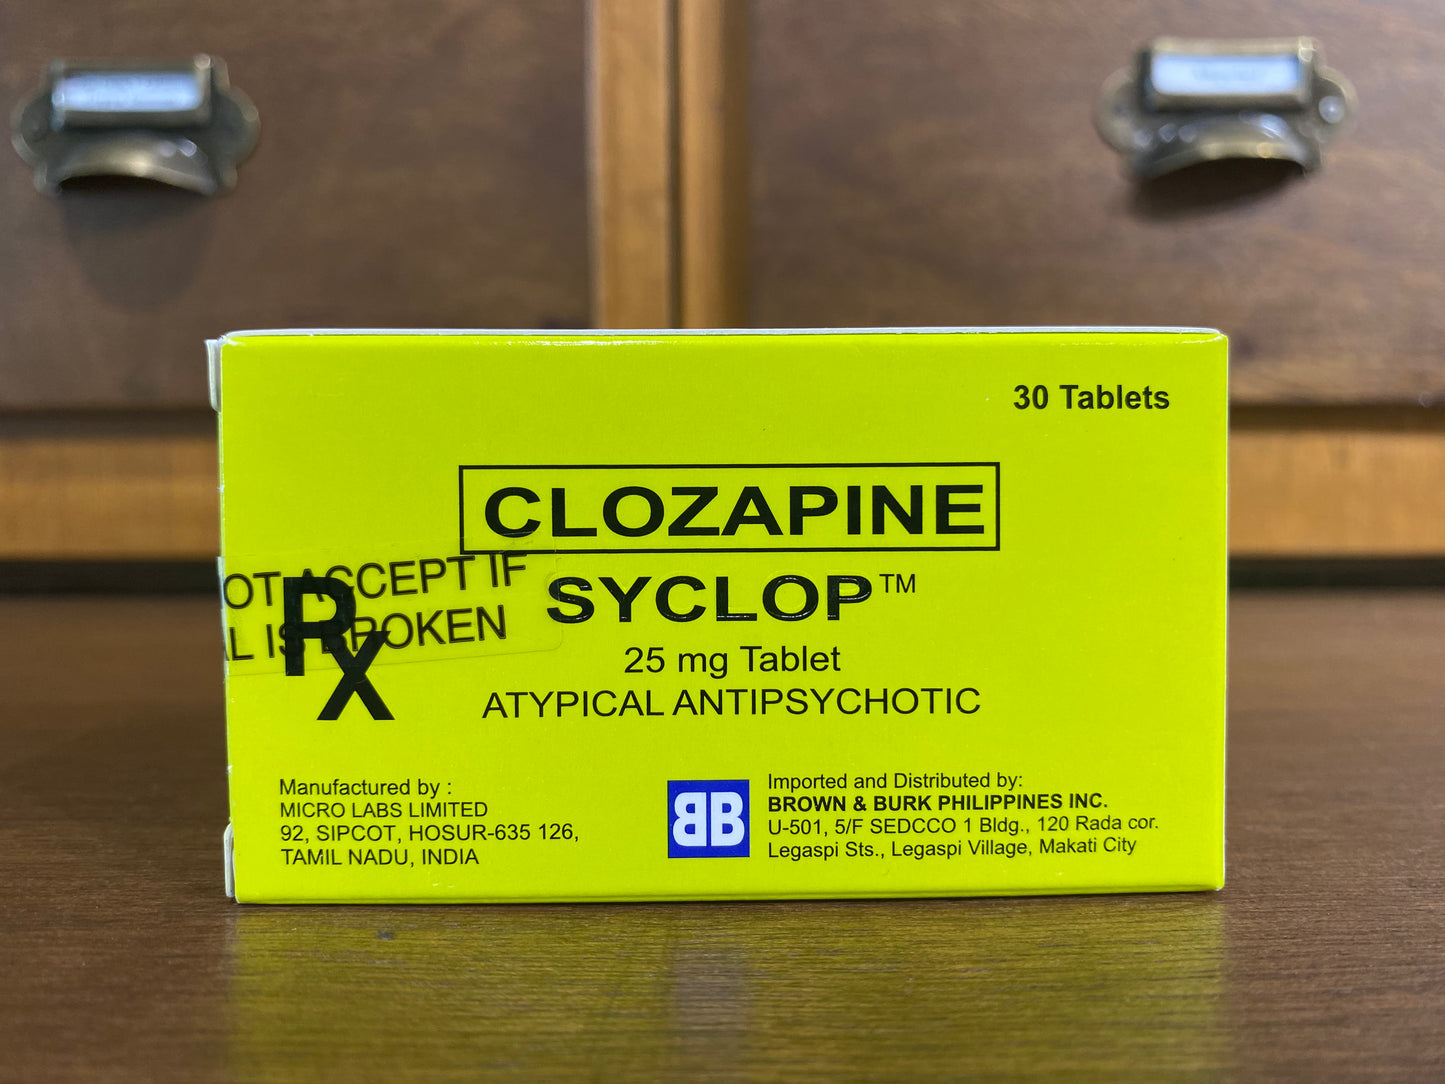 30 Tablets
CLOZAPINE
OT ACCEPT IF
L IS BROKEN
Rx
SYCLOP™
25 mg Tablet
ATYPICAL ANTIPSYCHOTIC
Manufactured by :
MICRO LABS LIMITED
92, SIPCOT, HOSUR-635 126,
TAMIL NADU, INDIA
BB
Imported and Distributed by:
BROWN & BURK PHILIPPINES INC.
U-501, 5/F SEDCCO 1 Bldg., 120 Rada cor.
Legaspi Sts., Legaspi Village, Makati City